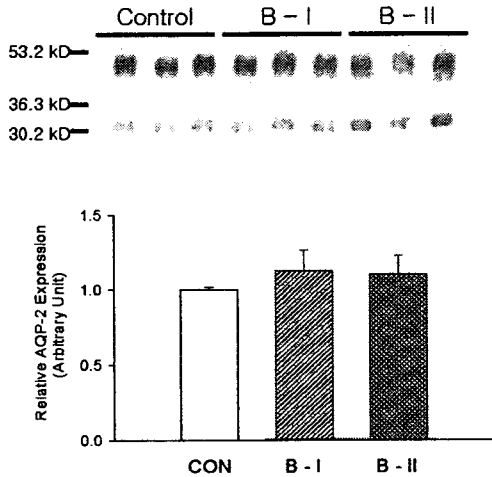 Control B - I B - II
53.2 kD
36.3 kD
30.2 kD
1.5
1.0
0.5
0.0
Relative AQP-2 Expression
(Arbitrary Unit)
CON B - I B - II